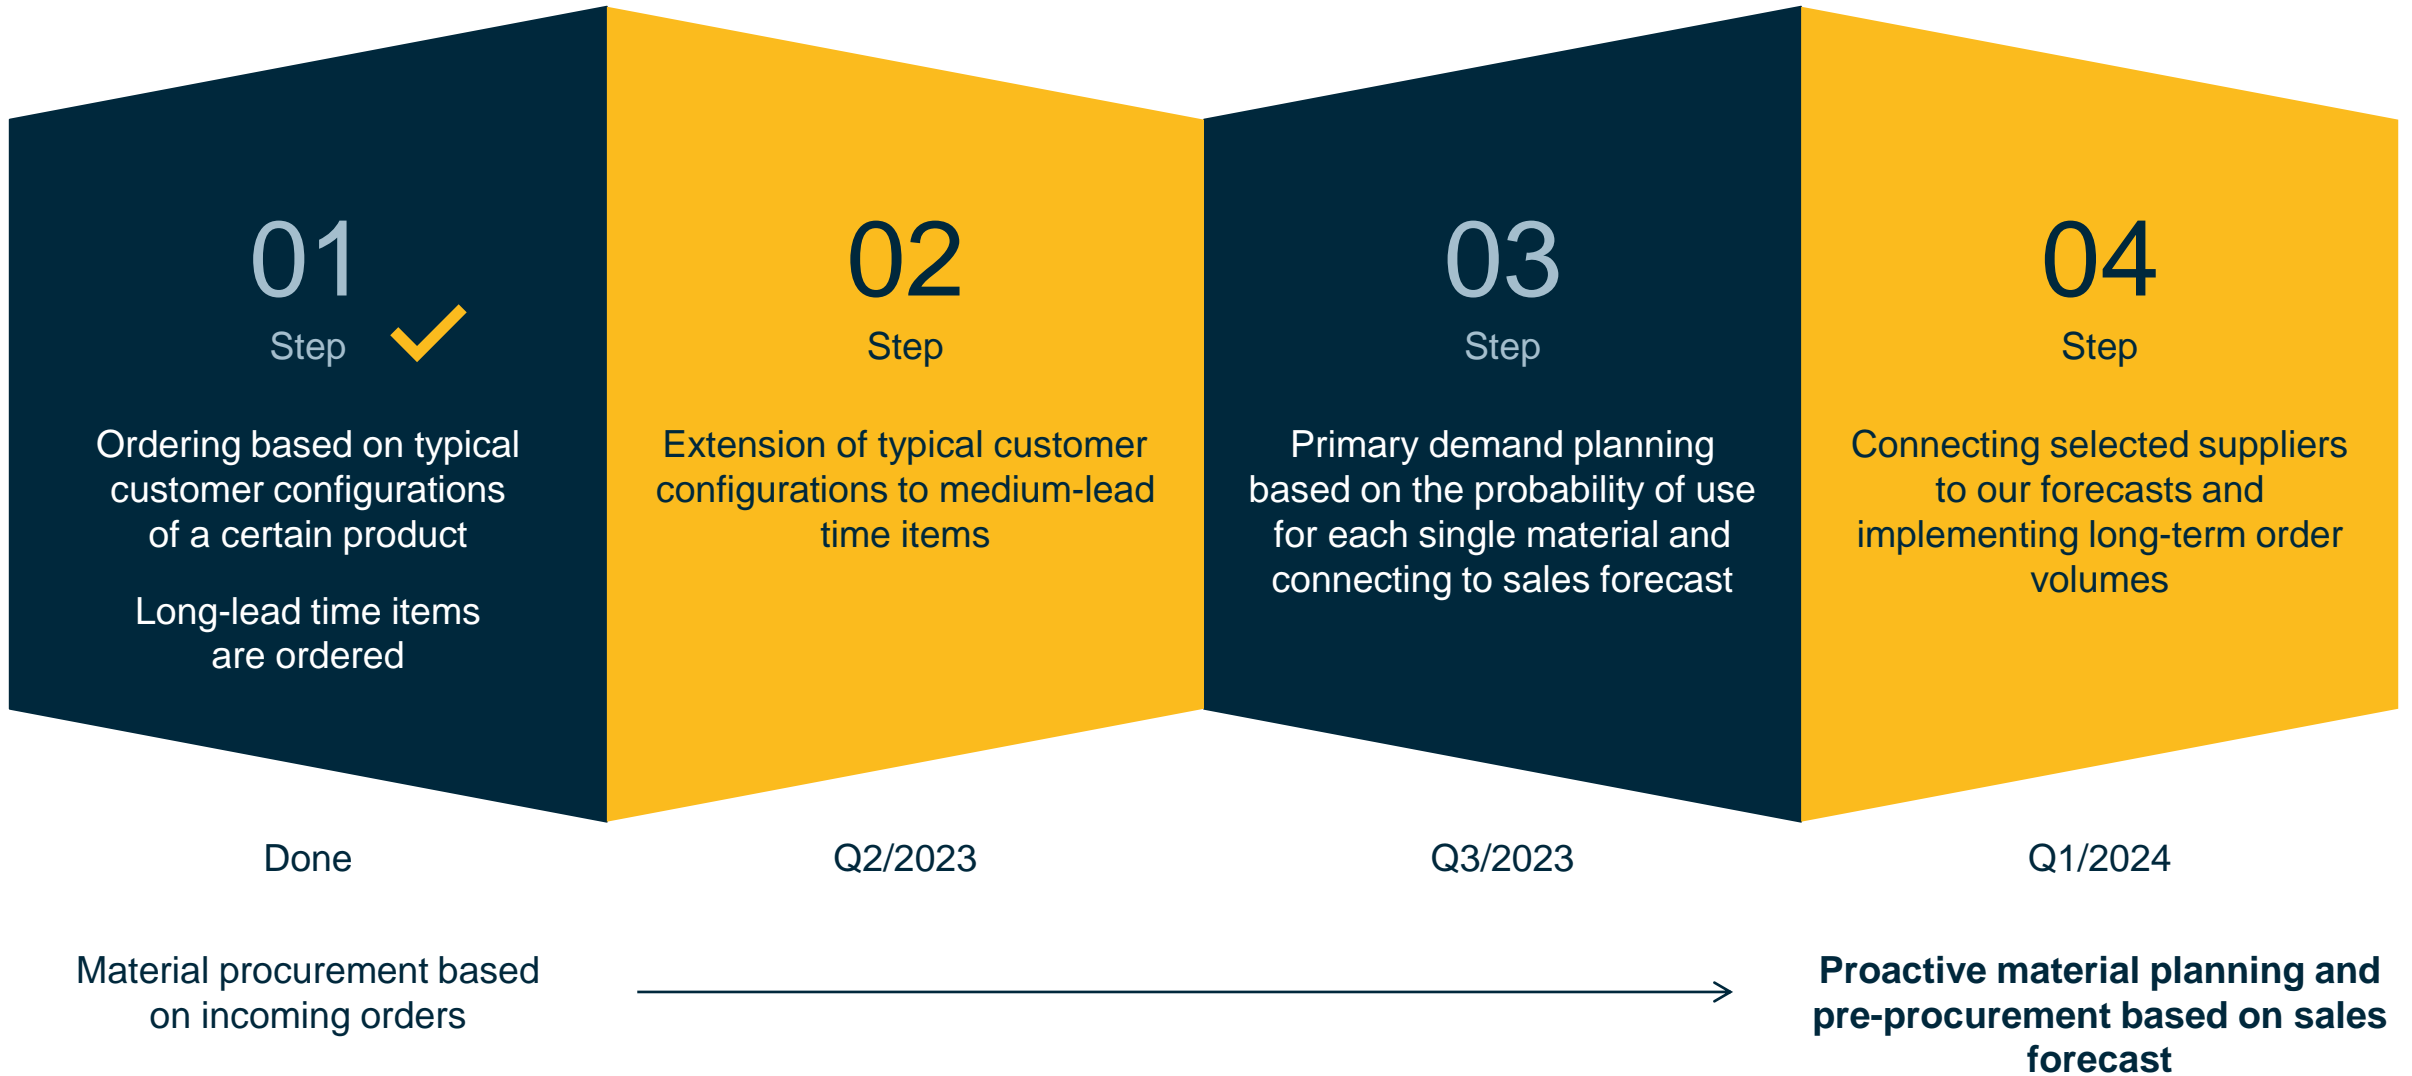 01
Step
Ordering based on typical
customer configurations
of a certain product
Long-lead time items
are ordered
02
Step
Extension of typical customer
configurations to medium-lead
time items
03
Step
Primary demand planning
based on the probability of use
for each single material and
connecting to sales forecast
04
Step
Connecting selected suppliers
to our forecasts and
implementing long-term order
volumes
Done
Q2/2023
Q3/2023
Q1/2024
Material procurement based
on incoming orders
Proactive material planning and
pre-procurement based on sales
forecast